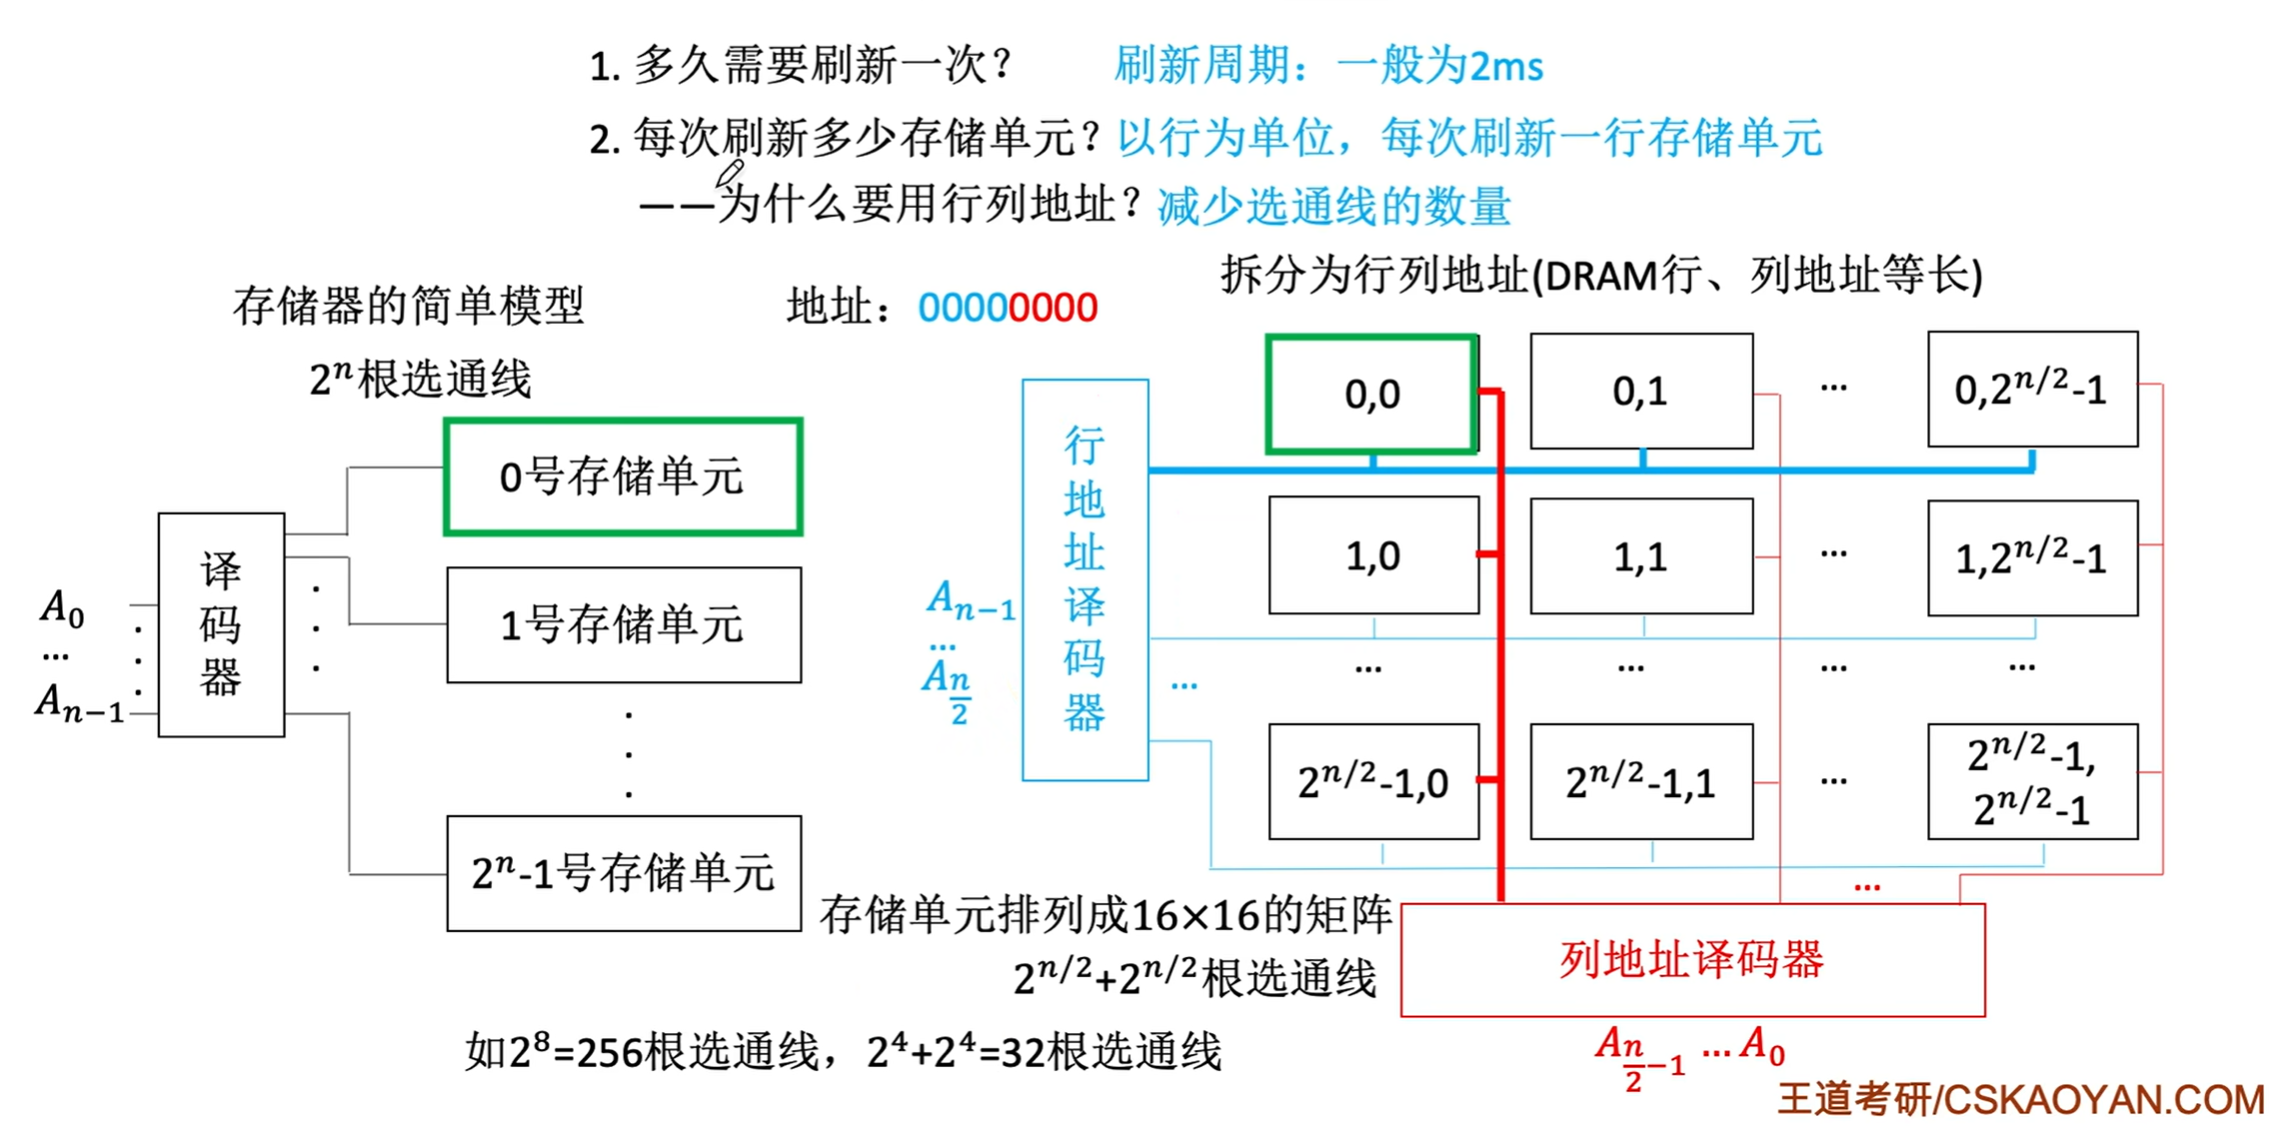 1. 多久需要刷新一次？ 刷新周期：一般为2ms
2. 每次刷新多少存储单元？以行为单位，每次刷新一行存储单元
——为什么要用行列地址？减少选通线的数量
拆分为行列地址(DRAM行、列地址等长)
存储器的简单模型
地址：00000000
2ⁿ根选通线
0号存储单元
1号存储单元
2ⁿ-1号存储单元
译码器
A₀
...
Aₙ₋₁
行地址译码器
Aₙ₋₁
...
A_{n/2}
0,0
0,1
...
0,2^{n/2}-1
1,0
1,1
...
1,2^{n/2}-1
...
...
...
...
...
2^{n/2}-1,0
2^{n/2}-1,1
...
2^{n/2}-1,
2^{n/2}-1
...
存储单元排列成16×16的矩阵
2^{n/2}+2^{n/2}根选通线
列地址译码器
如2⁸=256根选通线，2⁴+2⁴=32根选通线
A_{n/2-1} ... A₀
王道考研/CSKAOYAN.COM